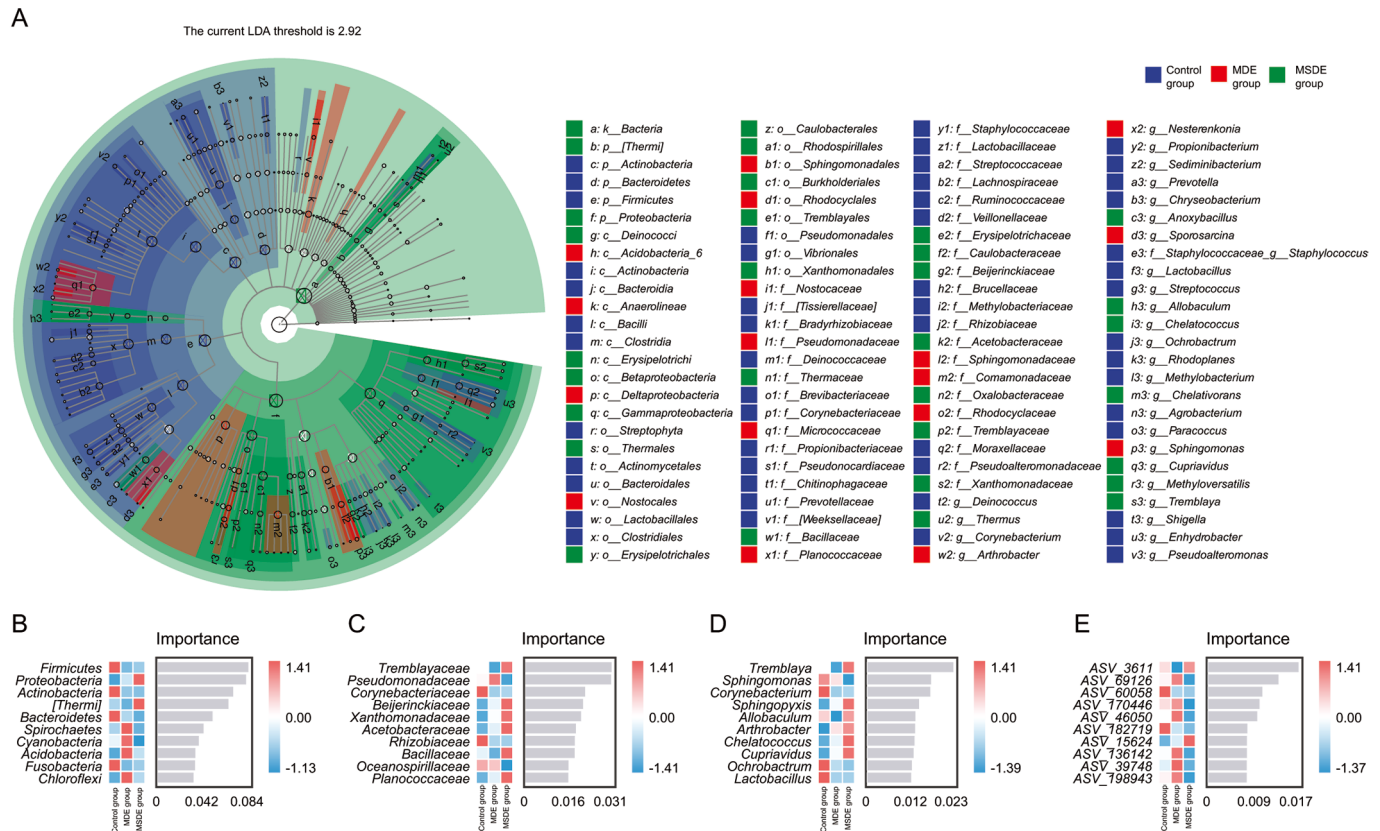 A
The current LDA threshold is 2.92
Control group
MDE group
MSDE group
a: k__Bacteria
b: p__[Thermi]
c: p__Actinobacteria
d: p__Bacteroidetes
e: p__Firmicutes
f: p__Proteobacteria
g: c__Deinococci
h: c__Acidobacteria_6
i: c__Actinobacteria
j: c__Bacteroidia
k: c__Anaerolineae
l: c__Bacilli
m: c__Clostridia
n: c__Erysipelotrichi
o: c__Betaproteobacteria
p: c__Deltaproteobacteria
q: c__Gammaproteobacteria
r: o__Streptophyta
s: o__Thermales
t: o__Actinomycetales
u: o__Bacteroidales
v: o__Nostocales
w: o__Lactobacillales
x: o__Clostridiales
y: o__Erysipelotrichales
z: o__Caulobacterales
a1: o__Rhodospirillales
b1: o__Sphingomonadales
c1: o__Burkholderiales
d1: o__Rhodocyclales
e1: o__Tremblayales
f1: o__Pseudomonadales
g1: o__Vibrionales
h1: o__Xanthomonadales
i1: f__Nostocaceae
j1: f__[Tissierellaceae]
k1: f__Bradyrhizobiaceae
l1: f__Pseudomonadaceae
m1: f__Deinococcaceae
n1: f__Thermaceae
o1: f__Brevibacteriaceae
p1: f__Corynebacteriaceae
q1: f__Micrococcaceae
r1: f__Propionibacteriaceae
s1: f__Pseudonocardiaceae
t1: f__Chitinophagaceae
u1: f__Prevotellaceae
v1: f__[Weeksellaceae]
w1: f__Bacillaceae
x1: f__Planococcaceae
y1: f__Staphylococcaceae
z1: f__Lactobacillaceae
a2: f__Streptococcaceae
b2: f__Lachnospiraceae
c2: f__Ruminococcaceae
d2: f__Veillonellaceae
e2: f__Erysipelotrichaceae
f2: f__Caulobacteraceae
g2: f__Beijerinckiaceae
h2: f__Brucellaceae
i2: f__Methylobacteriaceae
j2: f__Rhizobiaceae
k2: f__Acetobacteraceae
l2: f__Sphingomonadaceae
m2: f__Comamonadaceae
n2: f__Oxalobacteraceae
o2: f__Rhodocyclaceae
p2: f__Tremblayaceae
q2: f__Moraxellaceae
r2: f__Pseudoalteromonadaceae
s2: f__Xanthomonadaceae
t2: g__Deinococcus
u2: g__Thermus
v2: g__Corynebacterium
w2: g__Arthrobacter
x2: g__Nesterenkonia
y2: g__Propionibacterium
z2: g__Sediminibacterium
a3: g__Prevotella
b3: g__Chryseobacterium
c3: g__Anoxybacillus
d3: g__Sporosarcina
e3: f__Staphylococcaceae_g__Staphylococcus
f3: g__Lactobacillus
g3: g__Streptococcus
h3: g__Allobaculum
i3: g__Chelatococcus
j3: g__Ochrobactrum
k3: g__Rhodoplanes
l3: g__Methylobacterium
m3: g__Chelativorans
n3: g__Agrobacterium
o3: g__Paracoccus
p3: g__Sphingomonas
q3: g__Cupriavidus
r3: g__Methyloversatilis
s3: g__Tremblaya
t3: g__Shigella
u3: g__Enhydrobacter
v3: g__Pseudoalteromonas
B
Importance
Firmicutes
Proteobacteria
Actinobacteria
[Thermi]
Bacteroidetes
Spirochaetes
Cyanobacteria
Acidobacteria
Fusobacteria
Chloroflexi
Control group
MDE group
MSDE group
0
0.042
0.084
1.41
0.00
-1.13
C
Importance
Tremblayaceae
Pseudomonadaceae
Corynebacteriaceae
Beijerinckiaceae
Xanthomonadaceae
Acetobacteraceae
Rhizobiaceae
Bacillaceae
Oceanospirillaceae
Planococcaceae
Control group
MDE group
MSDE group
0
0.016
0.031
1.41
0.00
-1.41
D
Importance
Tremblaya
Sphingomonas
Corynebacterium
Sphingopyxis
Allobaculum
Arthrobacter
Chelatococcus
Cupriavidus
Ochrobactrum
Lactobacillus
Control group
MDE group
MSDE group
0
0.012
0.023
1.41
0.00
-1.39
E
Importance
ASV_3611
ASV_69126
ASV_60058
ASV_170446
ASV_46050
ASV_182719
ASV_15624
ASV_136142
ASV_39748
ASV_198943
Control group
MDE group
MSDE group
0
0.009
0.017
1.41
0.00
-1.37